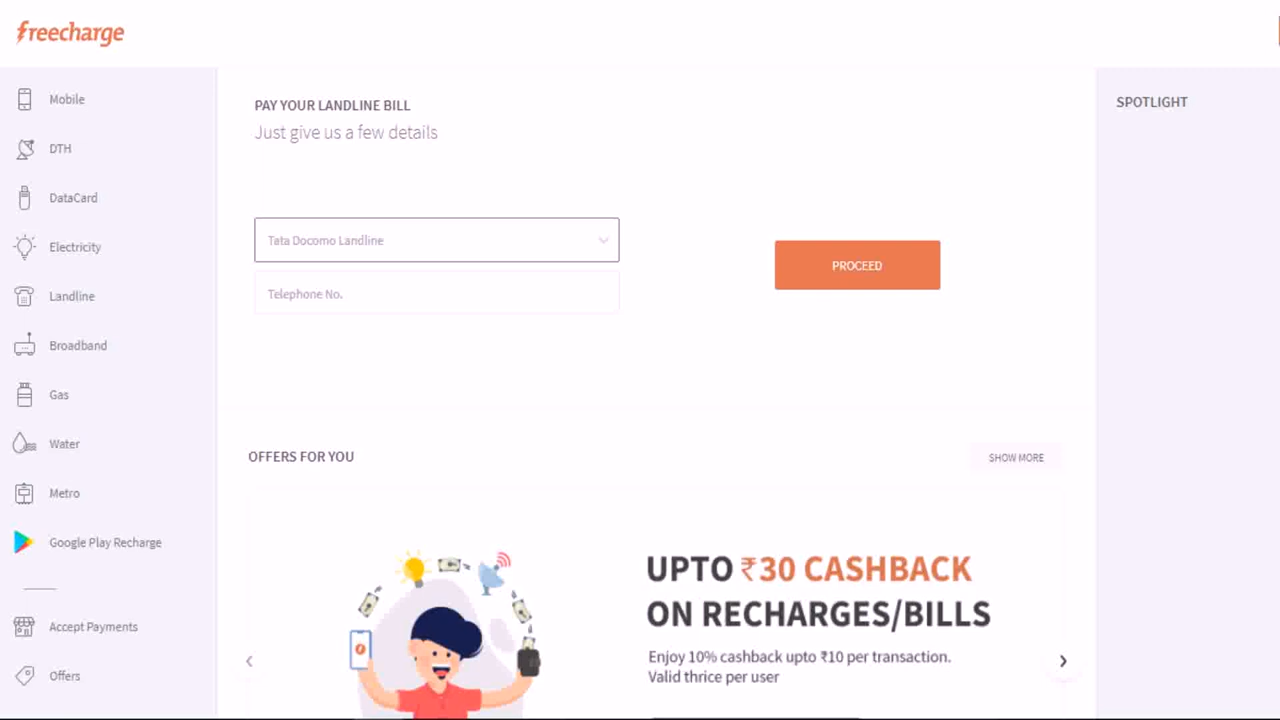 freecharge
Mobile
DTH
DataCard
Electricity
Landline
Broadband
Gas
Water
Metro
Google Play Recharge
Accept Payments
Offers
PAY YOUR LANDLINE BILL
Just give us a few details
Tata Docomo Landline
Telephone No.
PROCEED
OFFERS FOR YOU
SHOW MORE
UPTO ₹30 CASHBACK
ON RECHARGES/BILLS
Enjoy 10% cashback upto ₹10 per transaction.
Valid thrice per user
SPOTLIGHT